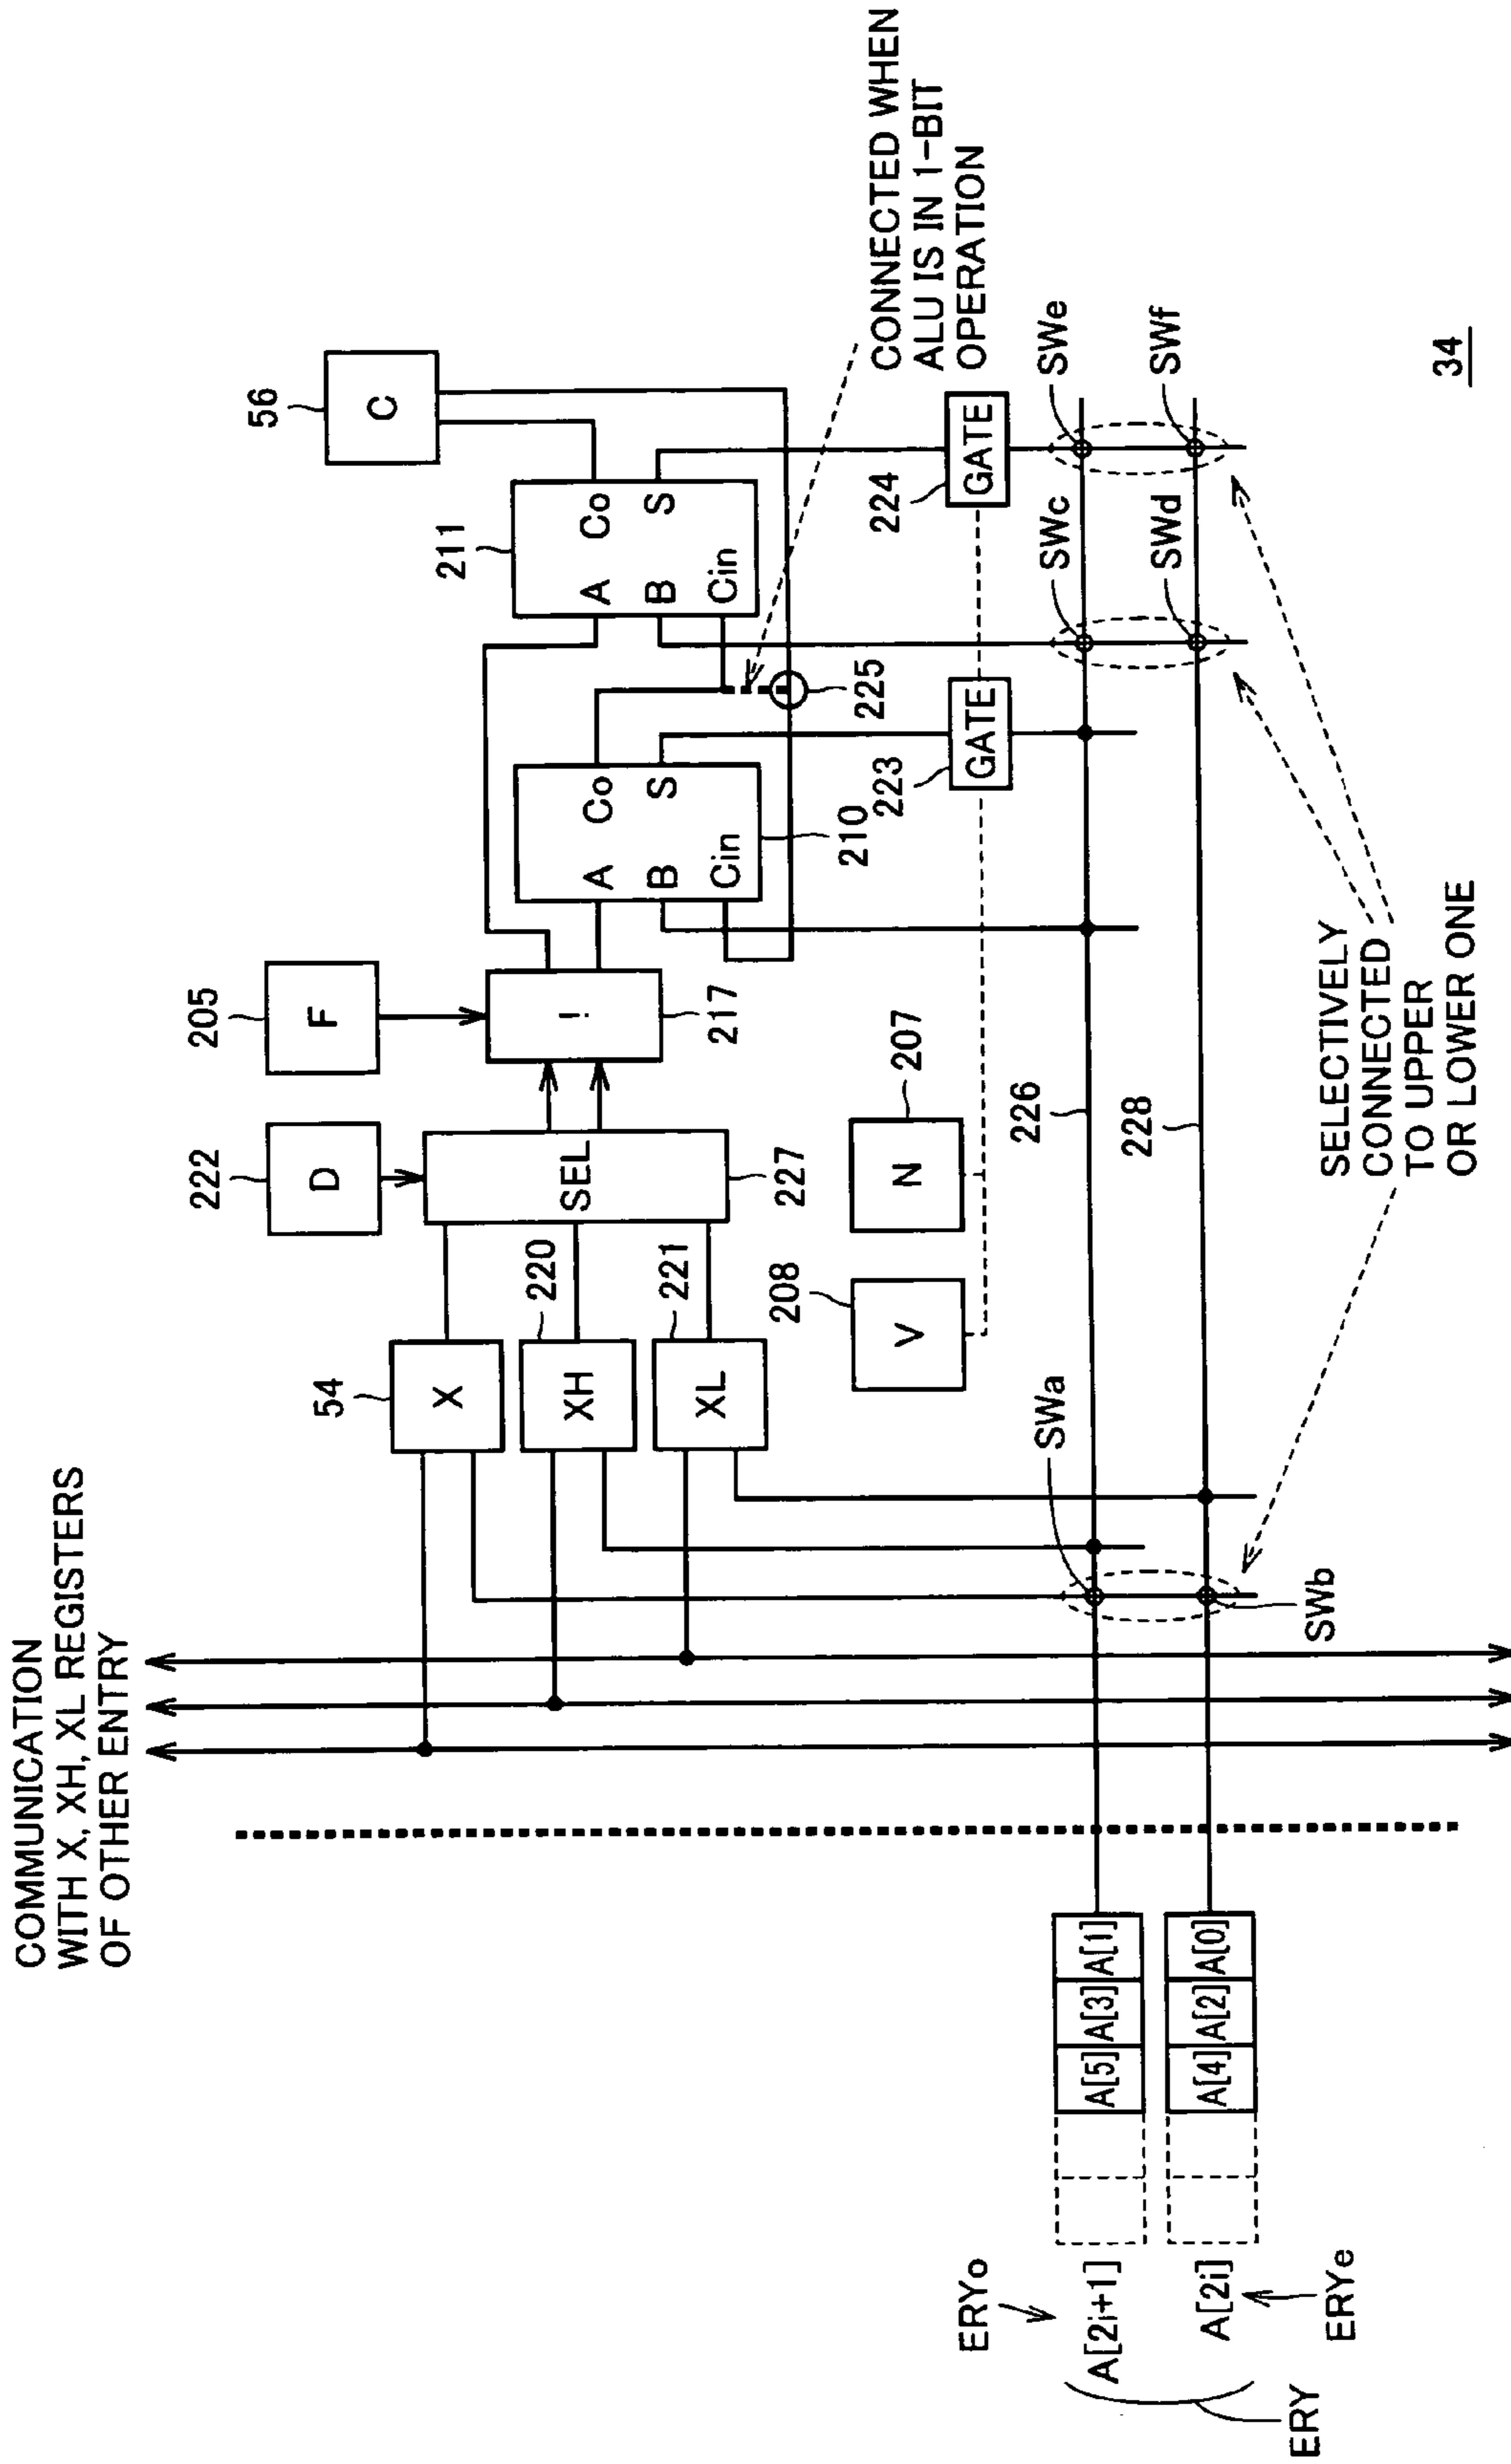 COMMUNICATION
WITH X, XH, XL REGISTERS
OF OTHER ENTRY
54
X
220
XH
221
XL
222
D
SEL
227
205
F
!
217
208
V
N
207
A
B
Cin
Co
S
210
211
A
B
Cin
Co
S
56
C
225
CONNECTED WHEN
ALU IS IN 1-BIT
OPERATION
223
GATE
224
GATE
226
228
SWa
SWb
SWc
SWd
SWe
SWf
SELECTIVELY
CONNECTED
TO UPPER
OR LOWER ONE
ERYo
A[2i+1]
A[5] A[3] A[1]
A[2i]
A[4] A[2] A[0]
ERYe
ERY
34